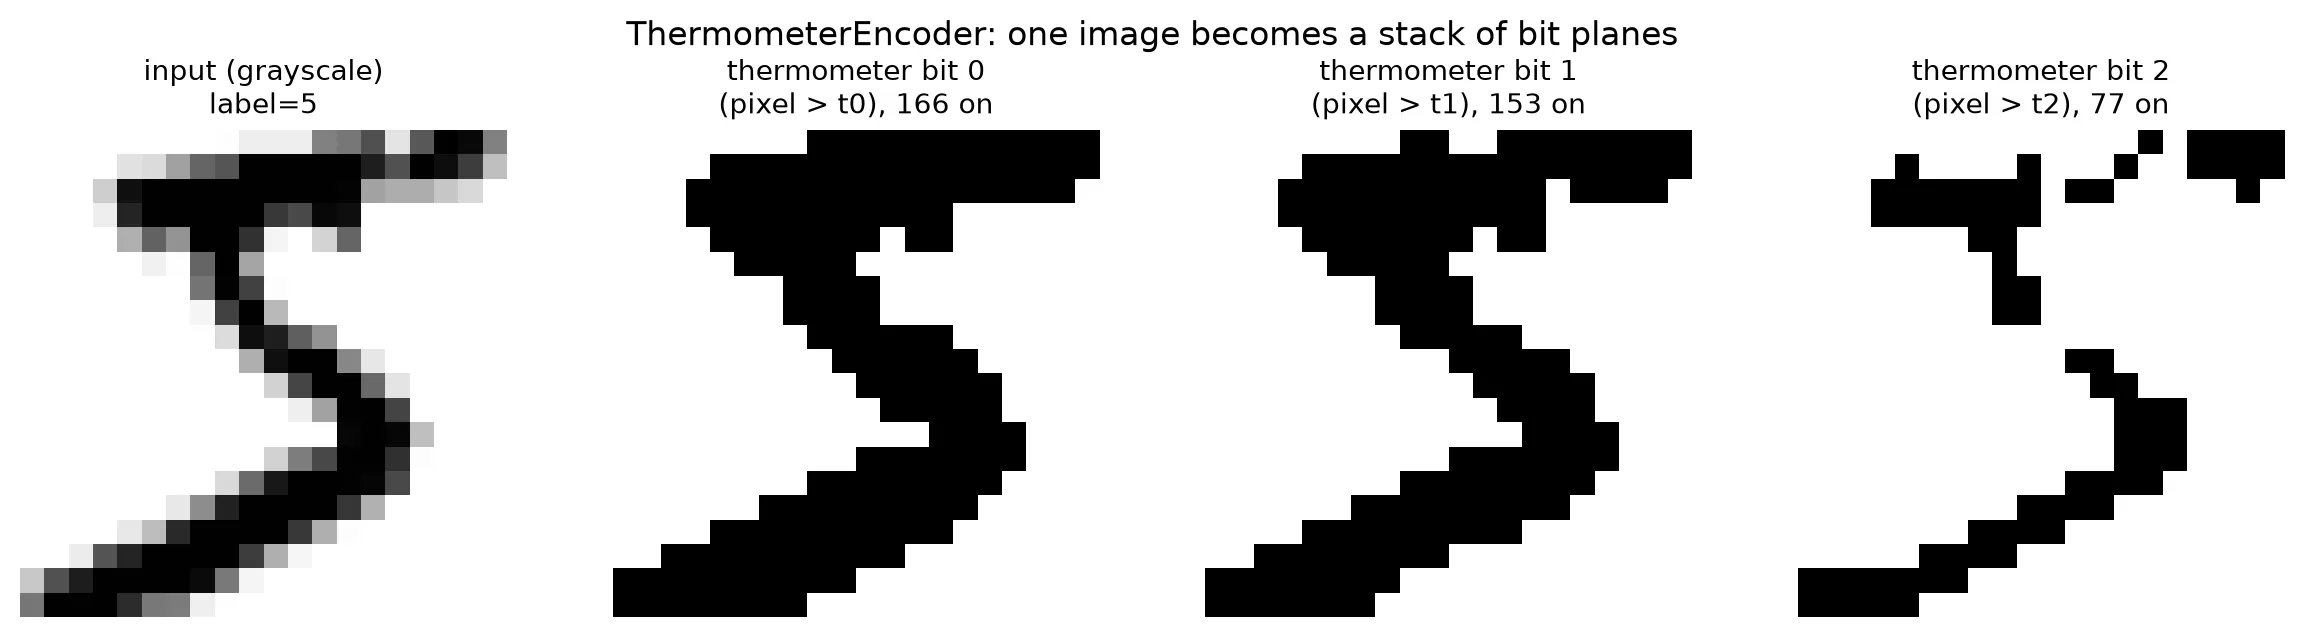 ThermometerEncoder: one image becomes a stack of bit planes
input (grayscale)
label=5
thermometer bit 0
(pixel > t0), 166 on
thermometer bit 1
(pixel > t1), 153 on
thermometer bit 2
(pixel > t2), 77 on